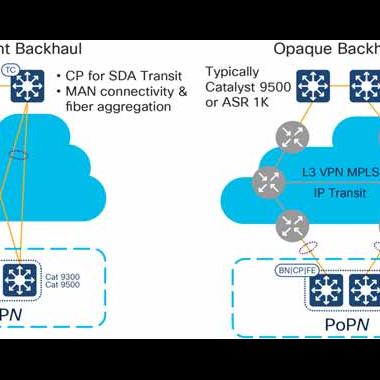 nt Backhaul
TC
• CP for SDA Transit
• MAN connectivity &
fiber aggregation
Cat 9300
Cat 9500
PN
Opaque Backh
Typically
Catalyst 9500
or ASR 1K
L3 VPN MPLS
IP Transit
BN|CP|FE
PoPN